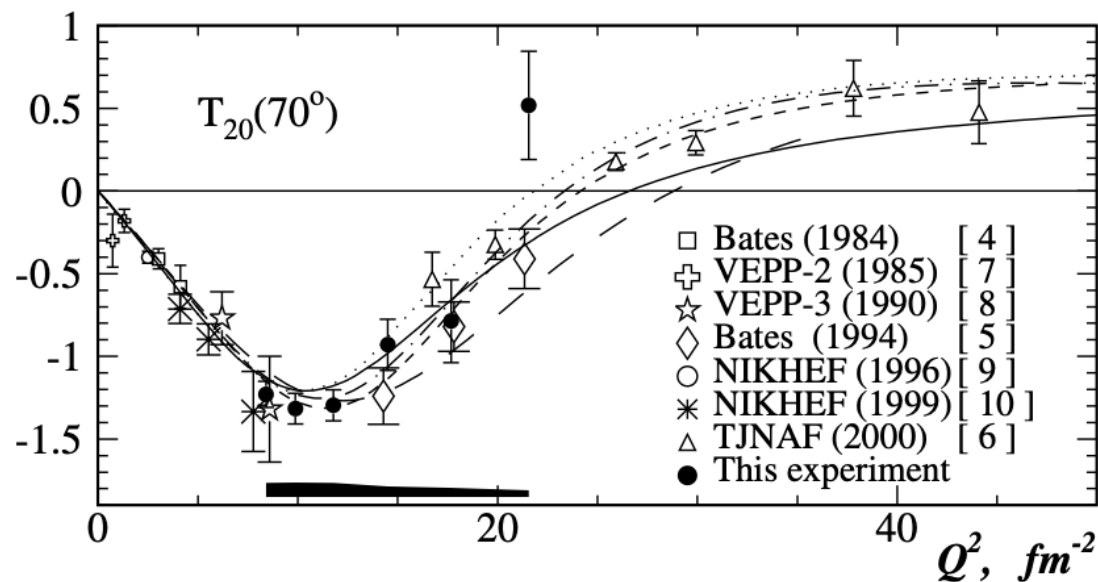 1
0.5
0
-0.5
-1
-1.5
T₂₀(70°)
Bates (1984) [ 4 ]
VEPP-2 (1985) [ 7 ]
VEPP-3 (1990) [ 8 ]
Bates (1994) [ 5 ]
NIKHEF (1996) [ 9 ]
NIKHEF (1999) [ 10 ]
TJNAF (2000) [ 6 ]
This experiment
0 20 40
Q², fm⁻²